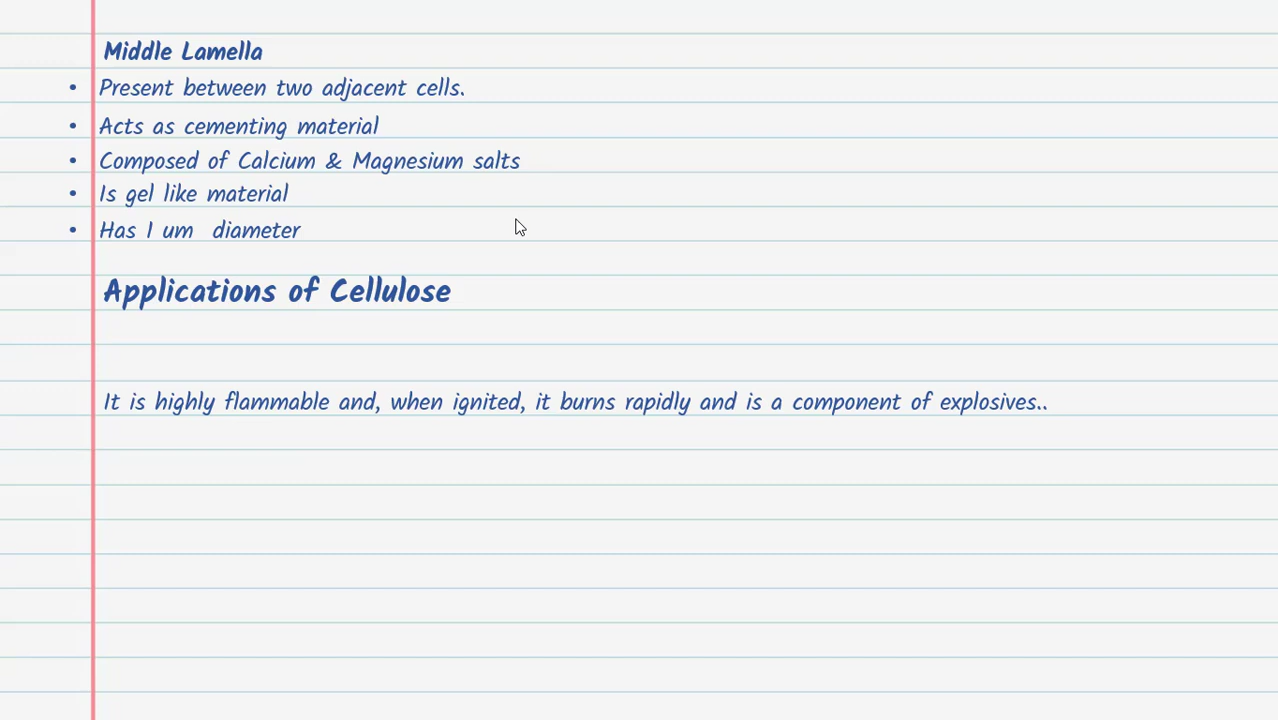 Middle Lamella
• Present between two adjacent cells.
• Acts as cementing material
• Composed of Calcium & Magnesium salts
• Is gel like material
• Has 1 um  diameter
Applications of Cellulose
It is highly flammable and, when ignited, it burns rapidly and is a component of explosives..